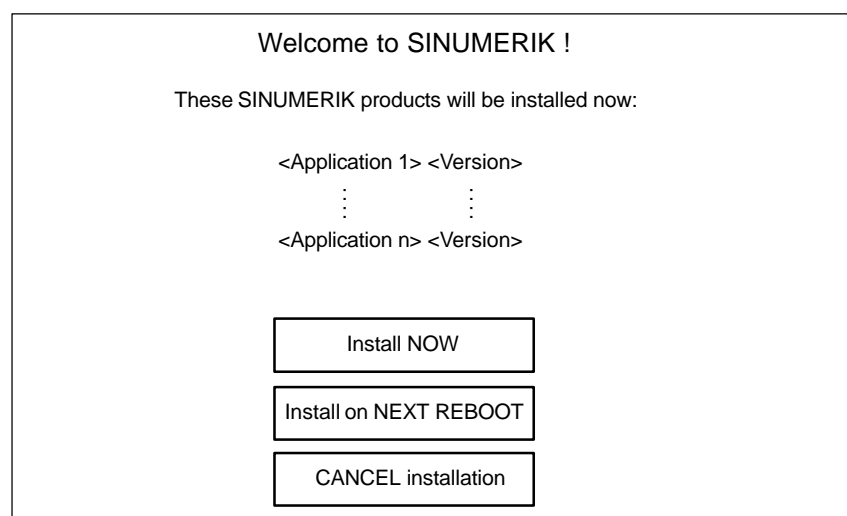 Welcome to SINUMERIK !
These SINUMERIK products will be installed now:
<Application 1> <Version>
<Application n> <Version>
Install NOW
Install on NEXT REBOOT
CANCEL installation